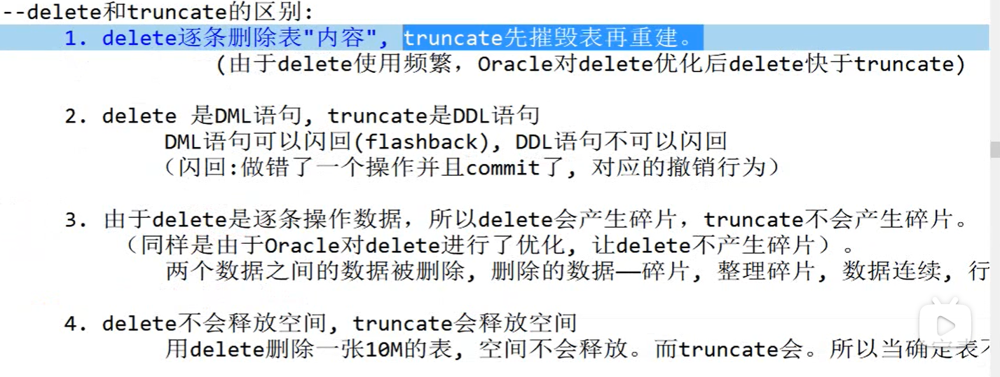 --delete和truncate的区别:
1. delete逐条删除表"内容", truncate先摧毁表再重建。
(由于delete使用频繁，Oracle对delete优化后delete快于truncate)
2. delete 是DML语句, truncate是DDL语句
DML语句可以闪回(flashback), DDL语句不可以闪回
（闪回:做错了一个操作并且commit了, 对应的撤销行为）
3. 由于delete是逐条操作数据，所以delete会产生碎片，truncate不会产生碎片。
（同样是由于Oracle对delete进行了优化, 让delete不产生碎片）。
两个数据之间的数据被删除, 删除的数据——碎片, 整理碎片, 数据连续, 行
4. delete不会释放空间, truncate会释放空间
用delete删除一张10M的表, 空间不会释放。而truncate会。所以当确定表不